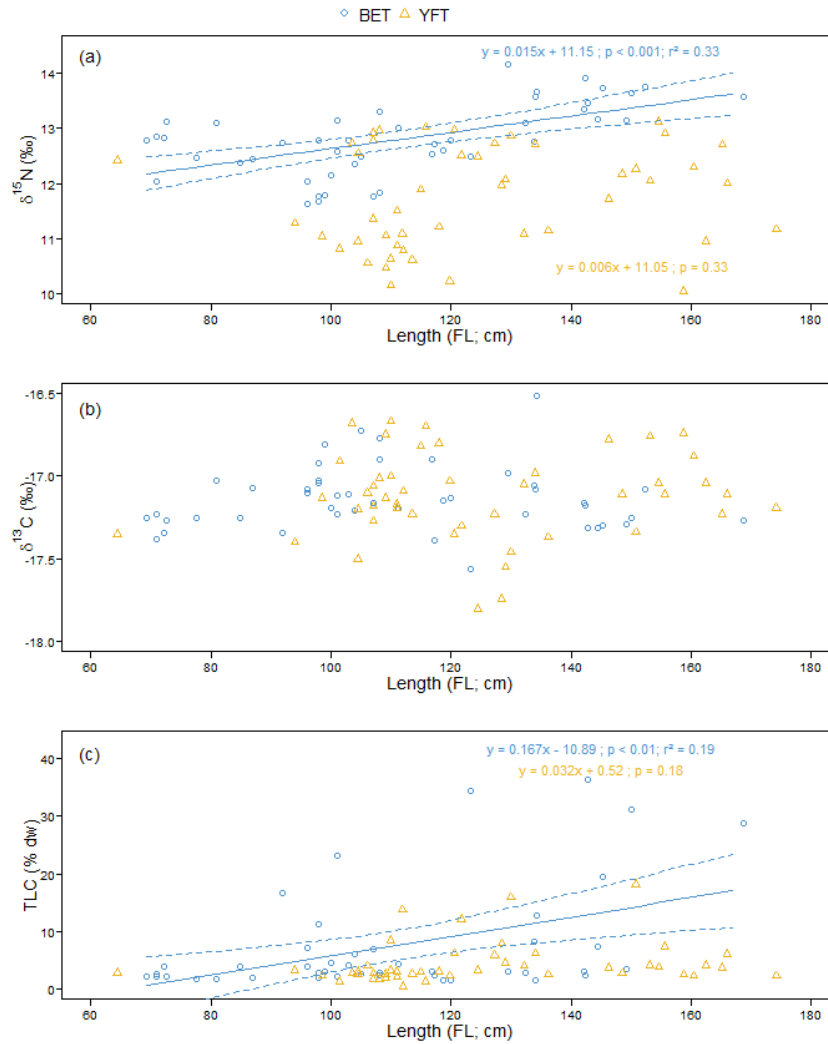 BET YFT
(a)
y = 0.015x + 11.15 ; p < 0.001; r² = 0.33
14
13
12
11
10
δ¹⁵N (‰)
y = 0.006x + 11.05 ; p = 0.33
60 80 100 120 140 160 180
Length (FL; cm)
(b)
-16.5
-17.0
-17.5
-18.0
δ¹³C (‰)
60 80 100 120 140 160 180
Length (FL; cm)
(c)
y = 0.167x - 10.89 ; p < 0.01; r² = 0.19
y = 0.032x + 0.52 ; p = 0.18
40
30
20
10
0
TLC (% dw)
60 80 100 120 140 160 180
Length (FL; cm)